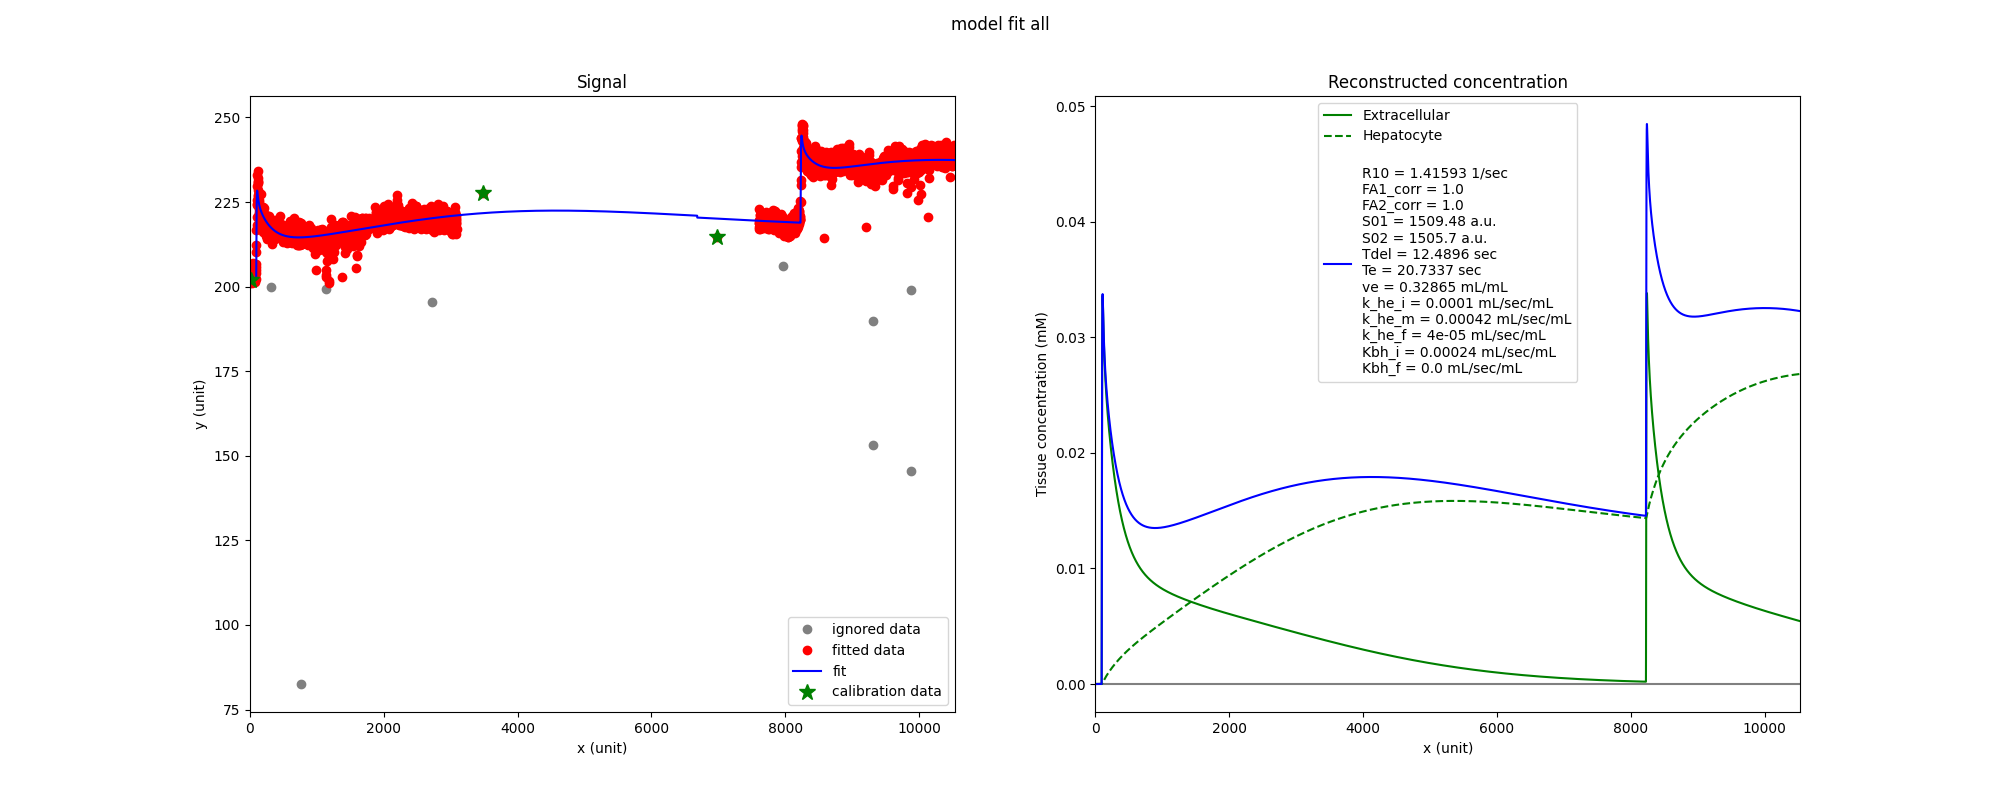 model fit all
Signal
250
225
200
175
150
125
100
75
y (unit)
0
2000
4000
6000
8000
10000
x (unit)
ignored data
fitted data
fit
calibration data
Reconstructed concentration
0.05
0.04
0.03
0.02
0.01
0.00
Tissue concentration (mM)
0
2000
4000
6000
8000
10000
x (unit)
Extracellular
Hepatocyte
R10 = 1.41593 1/sec
FA1_corr = 1.0
FA2_corr = 1.0
S01 = 1509.48 a.u.
S02 = 1505.7 a.u.
Tdel = 12.4896 sec
Te = 20.7337 sec
ve = 0.32865 mL/mL
k_he_i = 0.0001 mL/sec/mL
k_he_m = 0.00042 mL/sec/mL
k_he_f = 4e-05 mL/sec/mL
Kbh_i = 0.00024 mL/sec/mL
Kbh_f = 0.0 mL/sec/mL